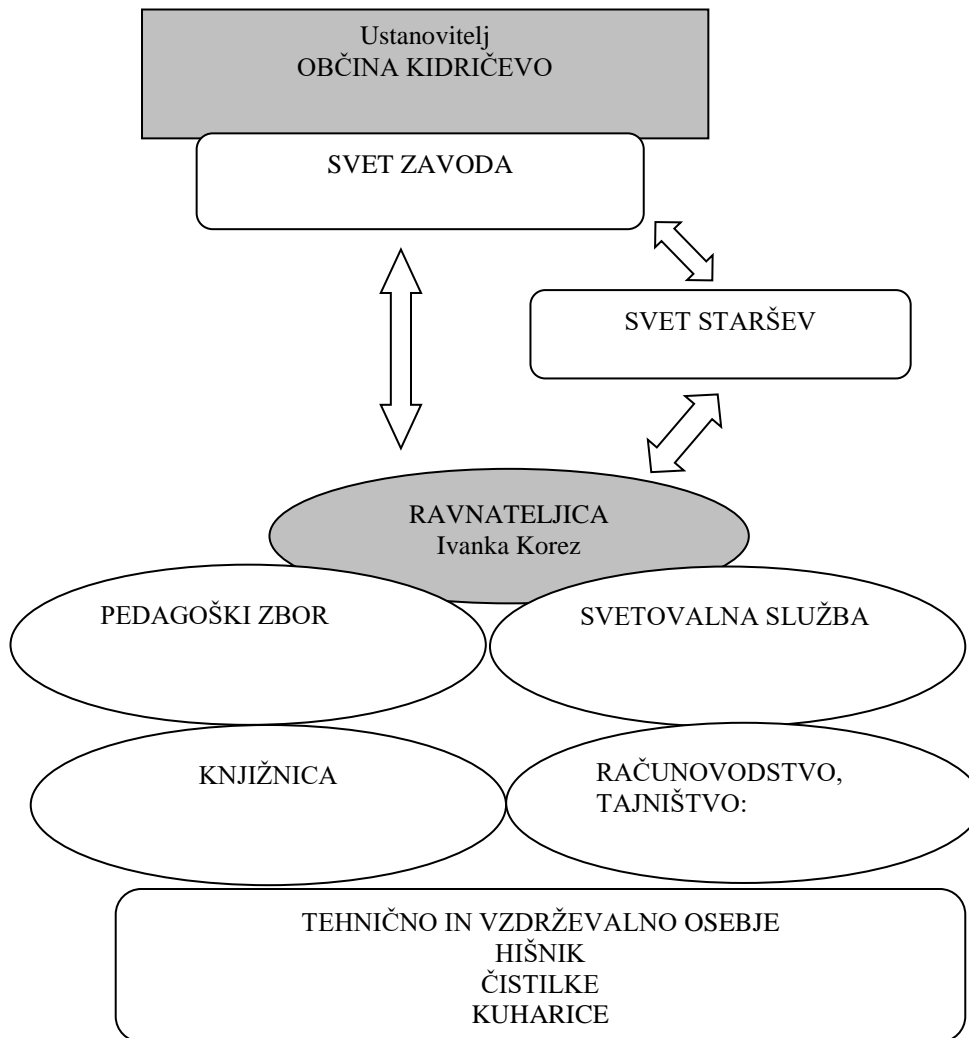 Ustanovitelj
OBČINA KIDRIČEVO
SVET ZAVODA
SVET STARŠEV
RAVNATELJICA
Ivanka Korez
PEDAGOŠKI ZBOR
SVETOVALNA SLUŽBA
KNJIŽNICA
RAČUNOVODSTVO,
TAJNIŠTVO:
TEHNIČNO IN VZDRŽEVALNO OSEBJE
HIŠNIK
ČISTILKE
KUHARICE